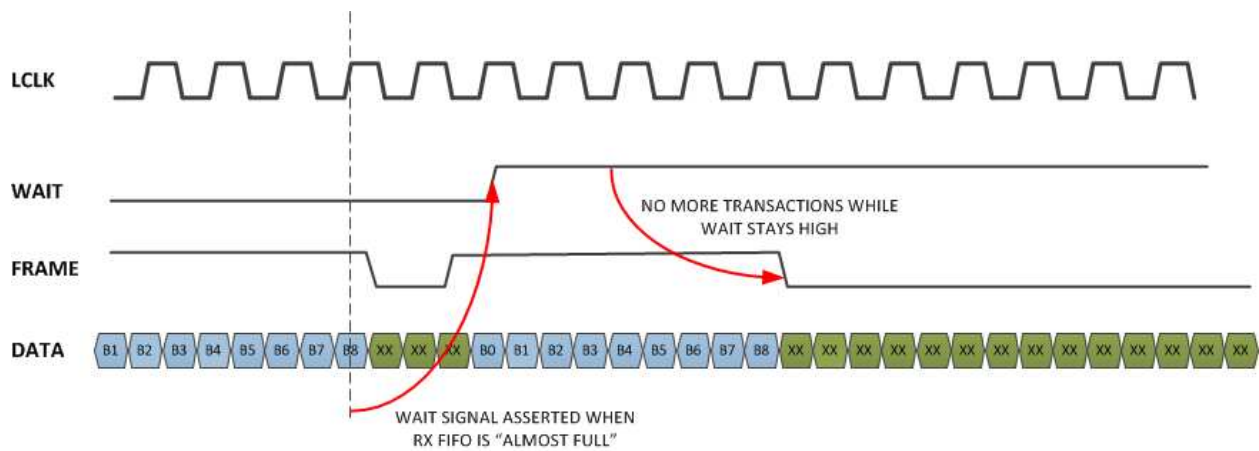 LCLK
WAIT
NO MORE TRANSACTIONS WHILE
WAIT STAYS HIGH
FRAME
DATA
B1 B2 B3 B4 B5 B6 B7 B8 XX XX XX B0 B1 B2 B3 B4 B5 B6 B7 B8 XX XX XX XX XX XX XX XX XX XX XX XX XX XX
WAIT SIGNAL ASSERTED WHEN
RX FIFO IS “ALMOST FULL”